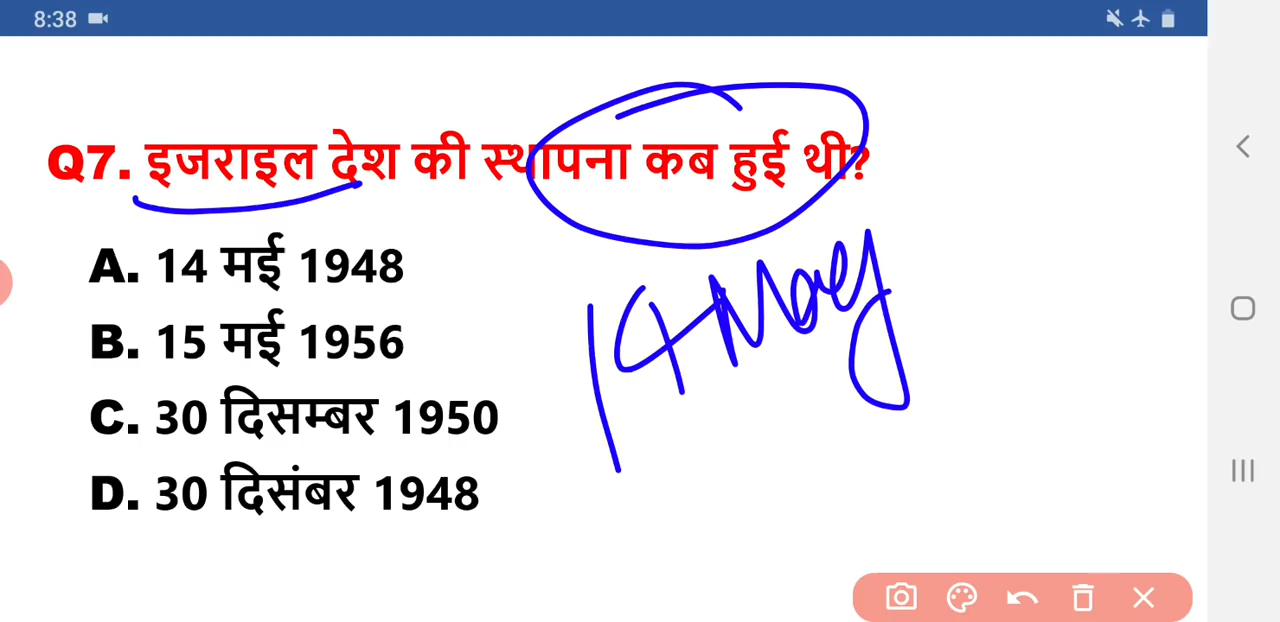 8:38
Q7. इजराइल देश की स्थापना कब हुई थी?
A. 14 मई 1948
B. 15 मई 1956
C. 30 दिसम्बर 1950
D. 30 दिसंबर 1948
14 May